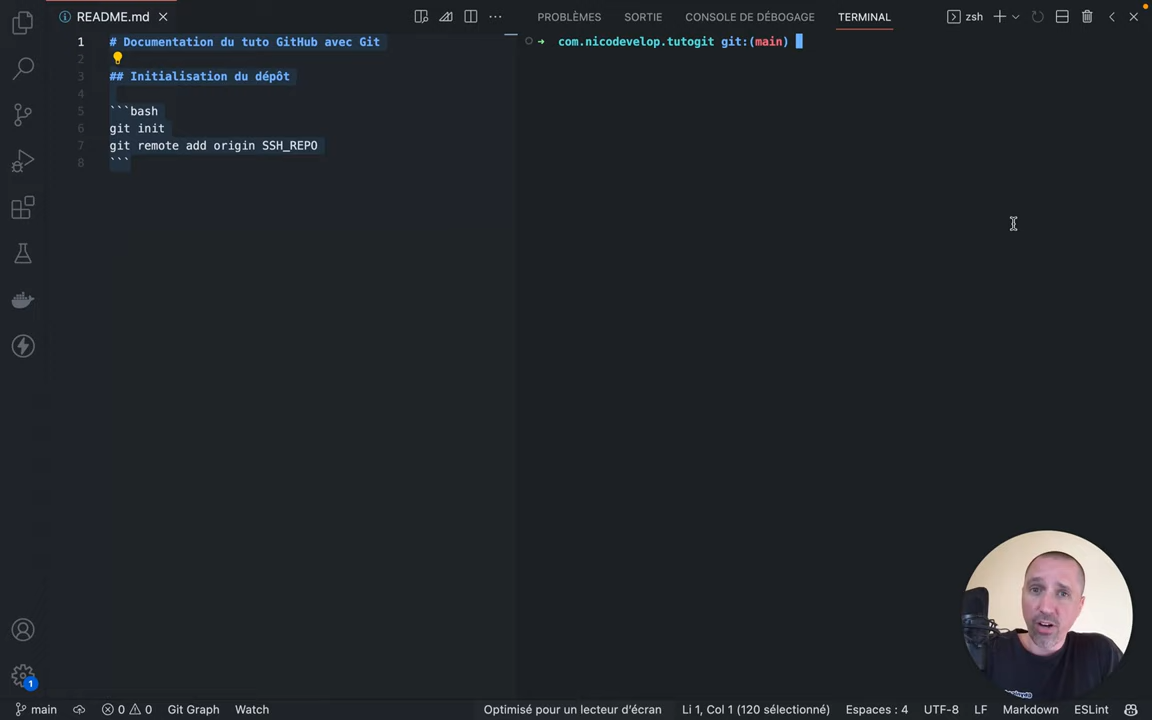 README.md
PROBLÈMES
SORTIE
CONSOLE DE DÉBOGAGE
TERMINAL
zsh
1 # Documentation du tuto GitHub avec Git
2
3 ## Initialisation du dépôt
4
5 ```bash
6 git init
7 git remote add origin SSH_REPO
8 ```
➜ com.nicodevelop.tutogit git:(main)
1
main
0
0
Git Graph
Watch
Optimisé pour un lecteur d'écran
Li 1, Col 1 (120 sélectionné)
Espaces : 4
UTF-8
LF
Markdown
ESLint